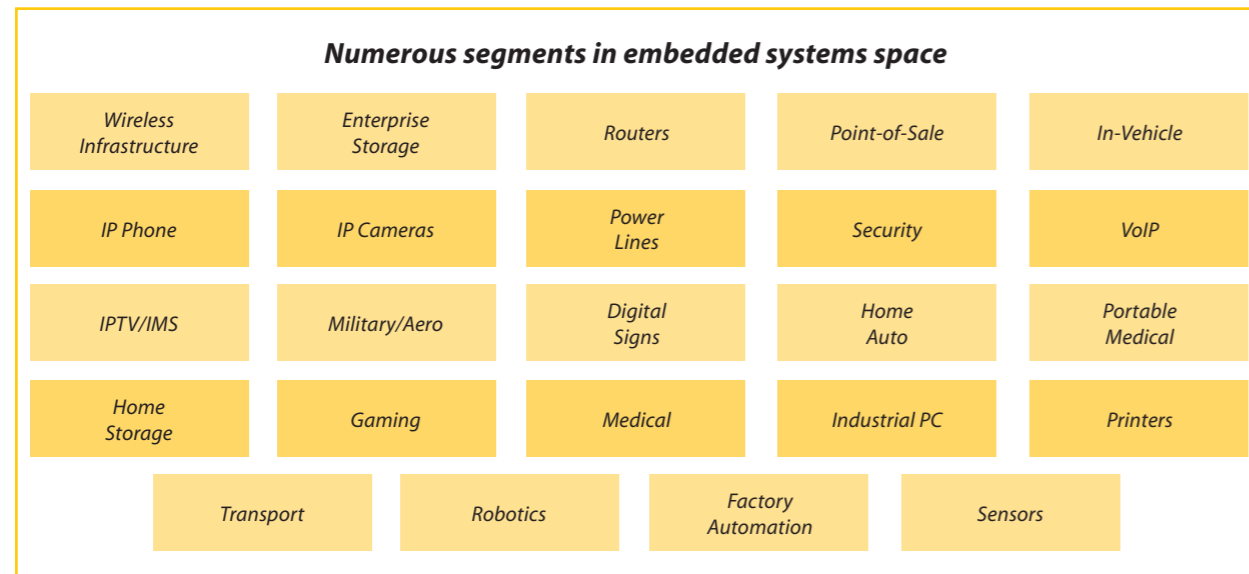 Numerous segments in embedded systems space
Wireless
Infrastructure
Enterprise
Storage
Routers
Point-of-Sale
In-Vehicle
IP Phone
IP Cameras
Power
Lines
Security
VoIP
IPTV/IMS
Military/Aero
Digital
Signs
Home
Auto
Portable
Medical
Home
Storage
Gaming
Medical
Industrial PC
Printers
Transport
Robotics
Factory
Automation
Sensors